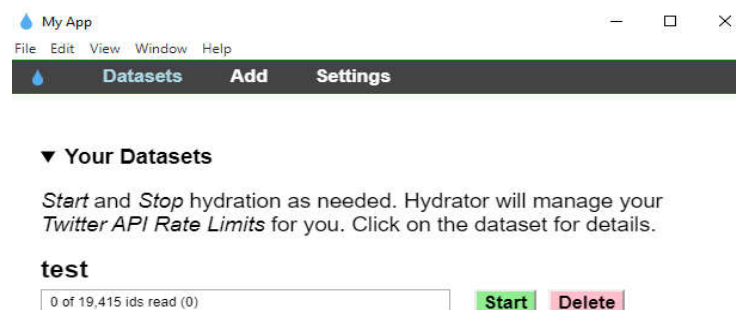 My App
File Edit View Window Help
Datasets Add Settings
▼ Your Datasets
Start and Stop hydration as needed. Hydrator will manage your
Twitter API Rate Limits for you. Click on the dataset for details.
test
0 of 19,415 ids read (0) Start Delete